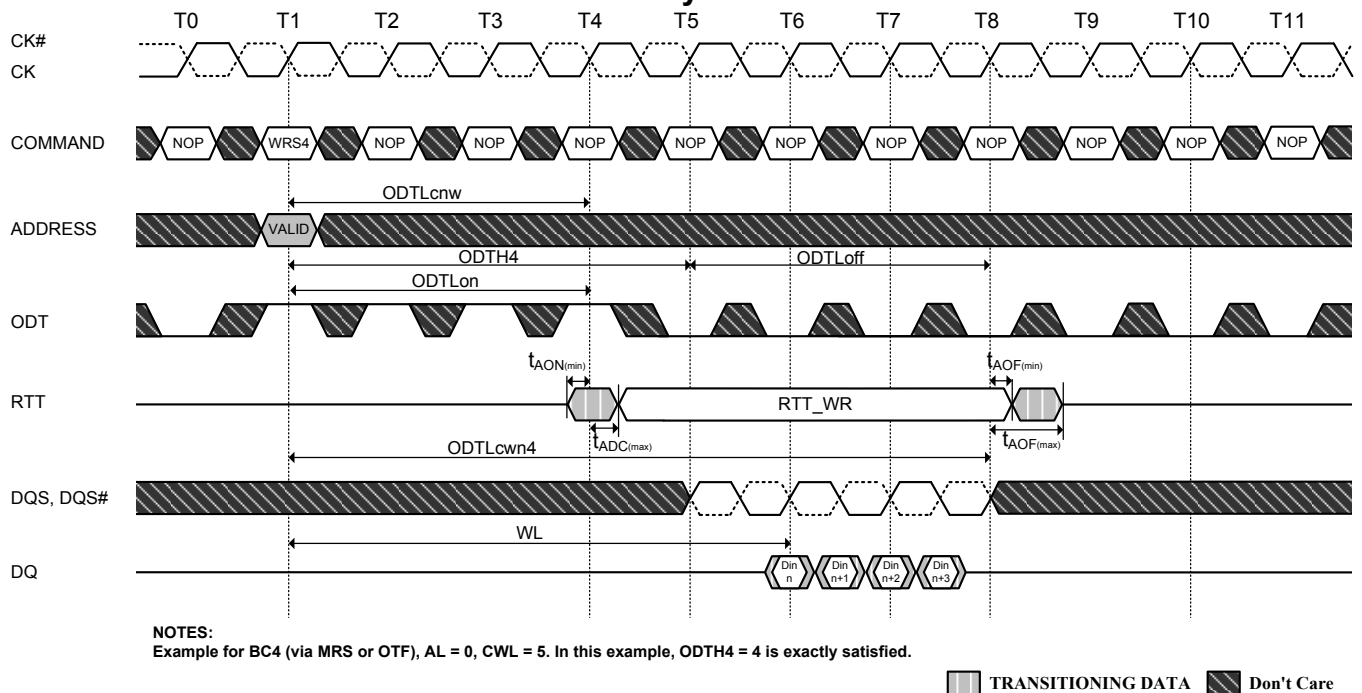 T0 T1 T2 T3 T4 T5 T6 T7 T8 T9 T10 T11
CK#
CK
COMMAND NOP WRS4 NOP NOP NOP NOP NOP NOP NOP NOP NOP NOP
ODTLcnw
ADDRESS VALID
ODTH4 ODTLoff
ODTLon
ODT
tAON(min) tAOF(min)
RTT RTT_WR
tADC(max) tAOF(max)
ODTLcwn4
DQS, DQS#
WL
DQ Din n Din n+1 Din n+2 Din n+3
NOTES:
Example for BC4 (via MRS or OTF), AL = 0, CWL = 5. In this example, ODTH4 = 4 is exactly satisfied.
TRANSITIONING DATA Don't Care